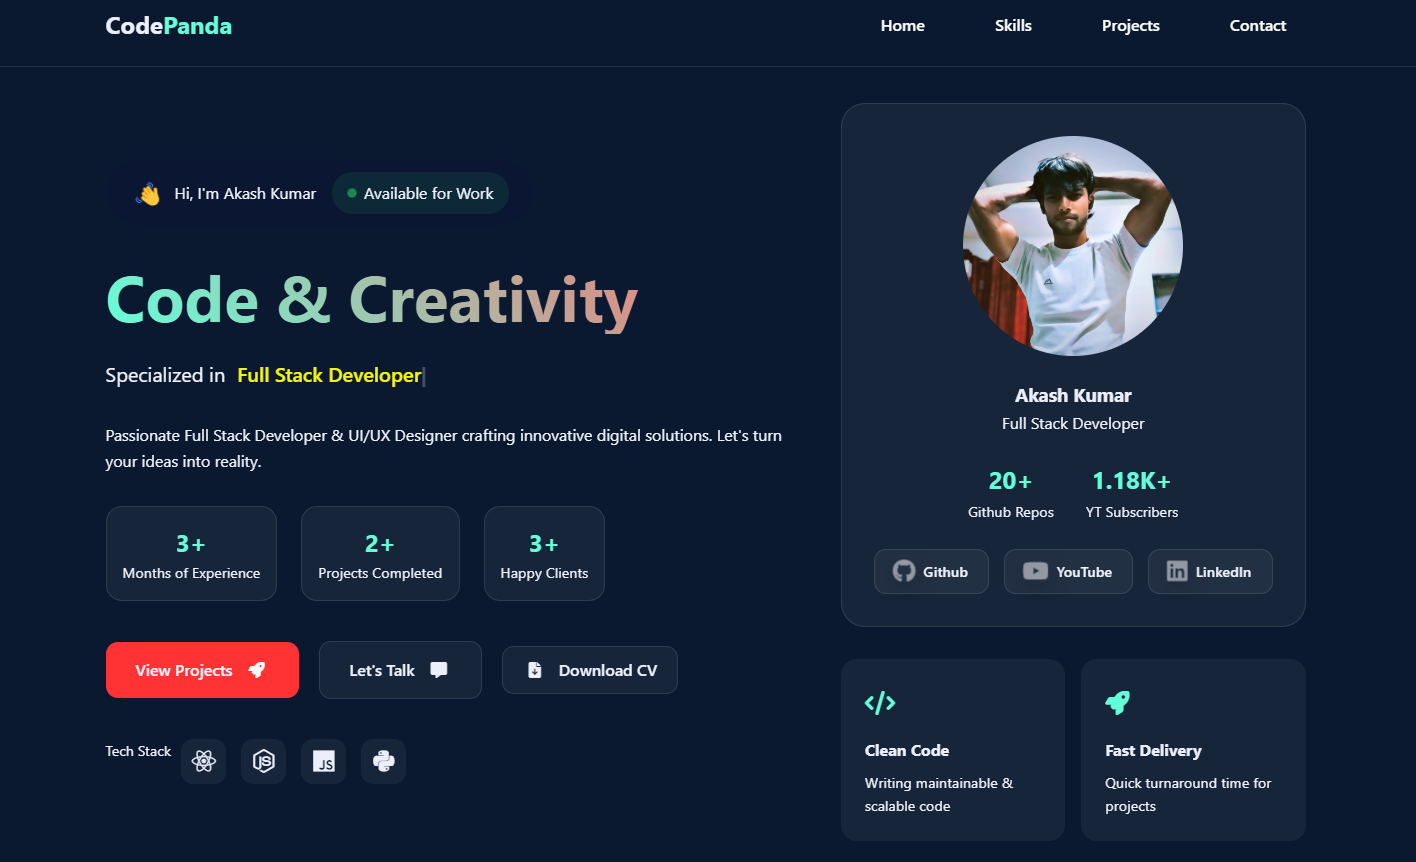 CodePanda
Home
Skills
Projects
Contact
Hi, I'm Akash Kumar
Available for Work
Code & Creativity
Specialized in Full Stack Developer|
Passionate Full Stack Developer & UI/UX Designer crafting innovative digital solutions. Let's turn
your ideas into reality.
3+
Months of Experience
2+
Projects Completed
3+
Happy Clients
View Projects
Let's Talk
Download CV
Tech Stack
JS
JS
Akash Kumar
Full Stack Developer
20+
Github Repos
1.18K+
YT Subscribers
Github
YouTube
in
LinkedIn
</>
Clean Code
Writing maintainable &
scalable code
Fast Delivery
Quick turnaround time for
projects